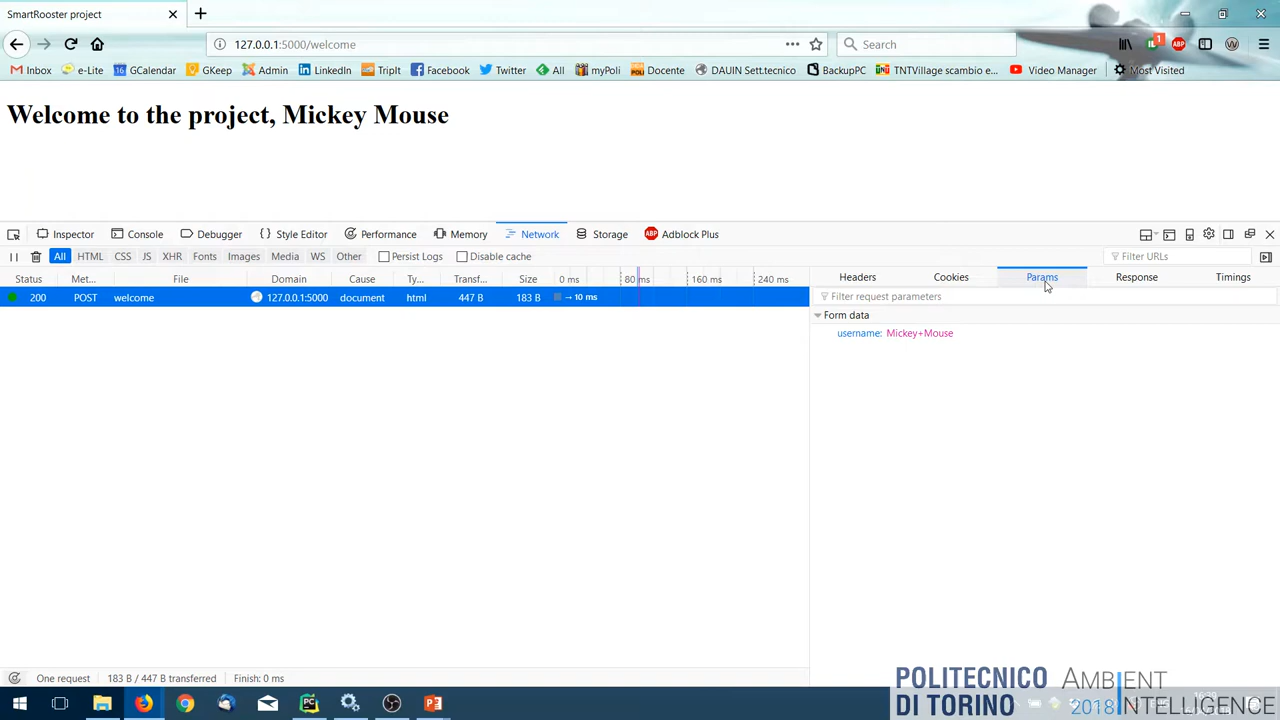 SmartRooster project
127.0.0.1:5000/welcome
Search
1
ABP
W
Inbox e-Lite 16 GCalendar GKeep Admin LinkedIn TripIt Facebook Twitter All myPoli Docente DAUIN Sett.tecnico BackupPC TNT TNTVillage scambio e... Video Manager Most Visited
Welcome to the project, Mickey Mouse
Inspector Console Debugger Style Editor Performance Memory Network Storage ABP Adblock Plus
All HTML CSS JS XHR Fonts Images Media WS Other Persist Logs Disable cache Filter URLs
Status Met... File Domain Cause Ty... Transf... Size 0 ms 80 ms 160 ms 240 ms
200 POST welcome 127.0.0.1:5000 document html 447 B 183 B → 10 ms
Headers Cookies Params Response Timings
Filter request parameters
Form data
username: Mickey+Mouse
One request 183 B / 447 B transferred Finish: 0 ms
POLITECNICO DI TORINO
AMBIENT 2018 INTELLIGENCE